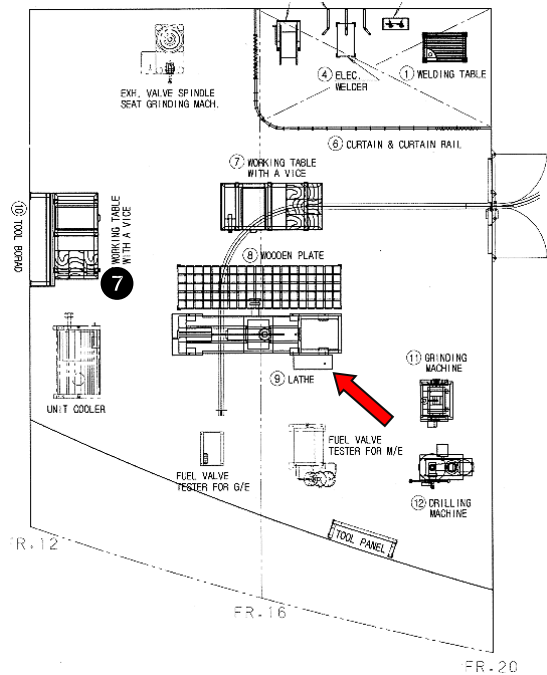 EXH. VALVE SPINDLE
SEAT GRINDING MACH.
④ ELEC.
WELDER
① WELDING TABLE
⑥ CURTAIN & CURTAIN RAIL
⑦ WORKING TABLE
WITH A VICE
⑩ TOOL BORAD
WORKING TABLE
WITH A VICE
7
⑧ WOODEN PLATE
UNIT COOLER
⑨ LATHE
⑪ GRINDING
MACHINE
FUEL VALVE
TESTER FOR G/E
FUEL VALVE
TESTER FOR M/E
⑫ DRILLING
MACHINE
TOOL PANEL
FR.12
FR.16
FR.20